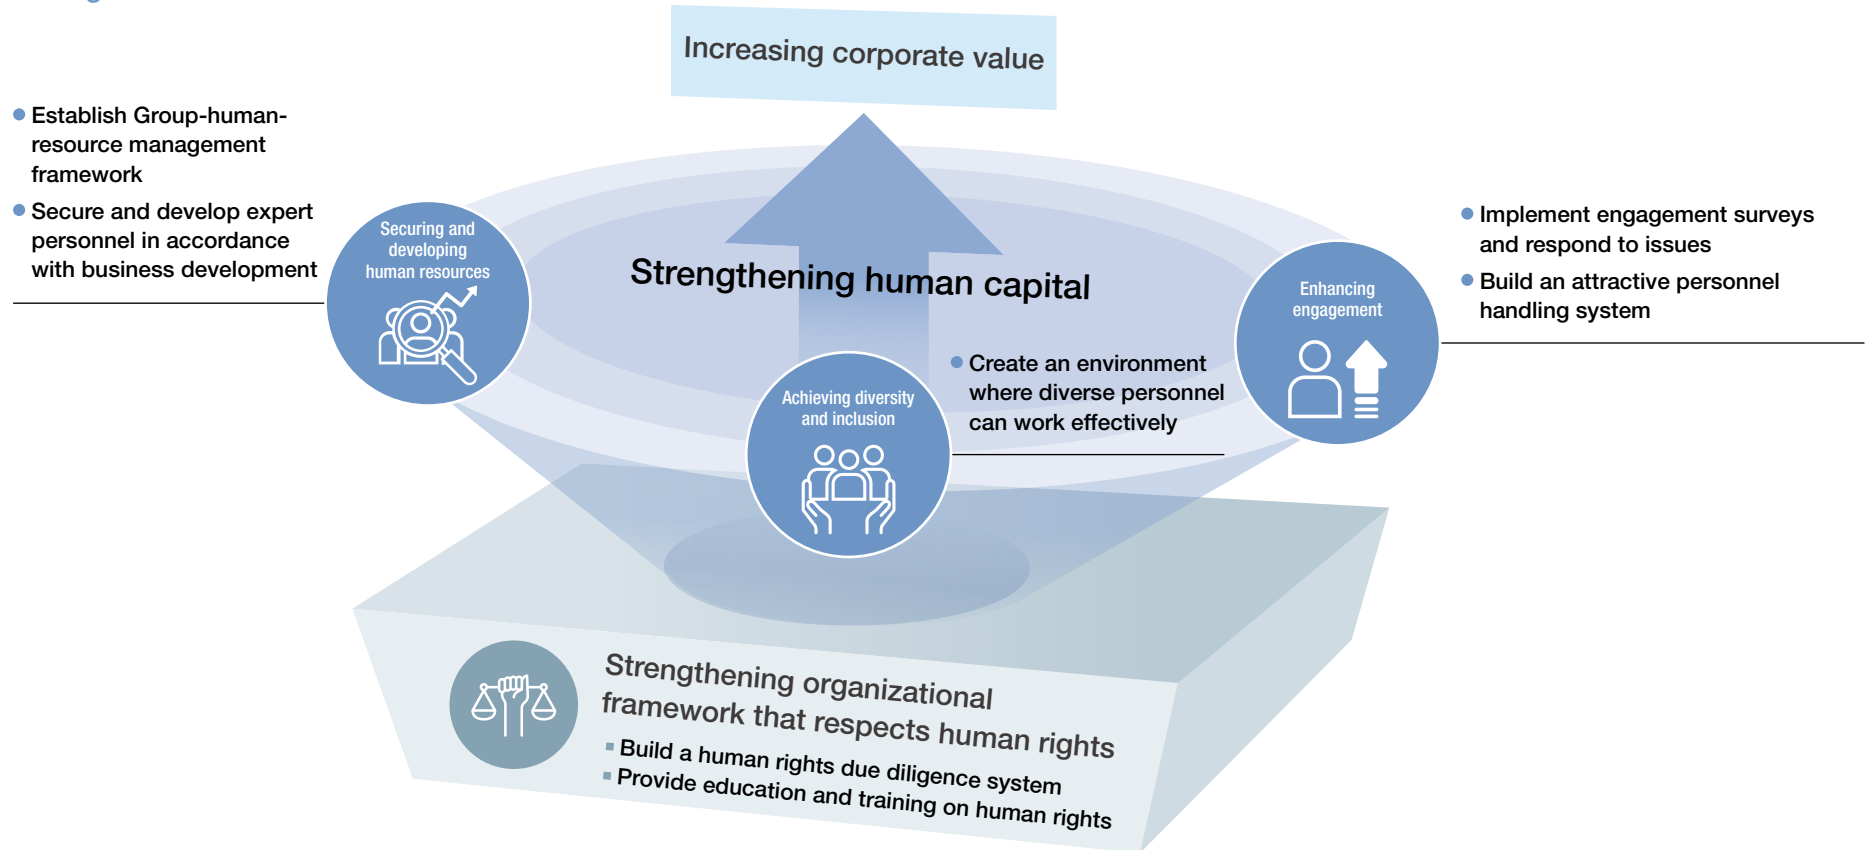 Increasing corporate value
● Establish Group-human-
resource management
framework
● Secure and develop expert
personnel in accordance
with business development
Securing and
developing
human resources
Strengthening human capital
● Implement engagement surveys
and respond to issues
● Build an attractive personnel
handling system
Enhancing
engagement
● Create an environment
where diverse personnel
can work effectively
Achieving diversity
and inclusion
Strengthening organizational
framework that respects human rights
▪ Build a human rights due diligence system
▪ Provide education and training on human rights